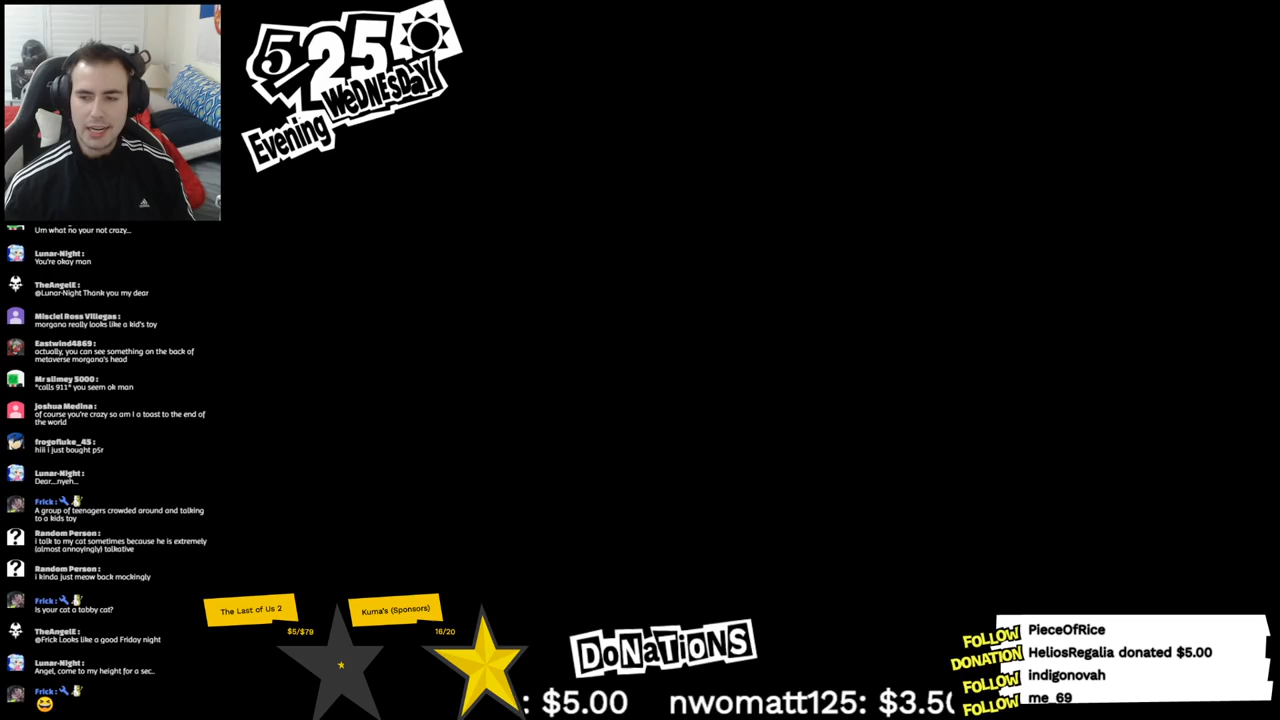 5/25
WeDNESDaY
Evening
Um what no your not crazy...
Lunar-Night :
You're okay man
TheAngelE :
@Lunar-Night Thank you my dear
Misciel Ross Villegas :
morgana really looks like a kid's toy
Eastwind4869 :
actually, you can see something on the back of
metaverse morgana's head
Mr slimey 5000 :
*calls 911* you seem ok man
joshua Medina :
of course you're crazy so am I a toast to the end of
the world
frogofluke_45 :
hiii i just bought p5r
Lunar-Night :
Dear....nyeh...
Frick :
A group of teenagers crowded around and talking
to a kids toy
Random Person :
i talk to my cat sometimes because he is extremely
(almost annoyingly) talkative
Random Person :
i kinda just meow back mockingly
Frick :
Is your cat a tabby cat?
TheAngelE :
@Frick Looks like a good Friday night
Lunar-Night :
Angel, come to my height for a sec..
Frick :
The Last of Us 2
$5/$79
Kuma's (Sponsors)
16/20
DoNaTiONS
: $5.00 nwomatt125: $3.50
FOLLOW PieceOfRice
DONATION HeliosRegalia donated $5.00
FOLLOW indigonovah
FOLLOW me_69